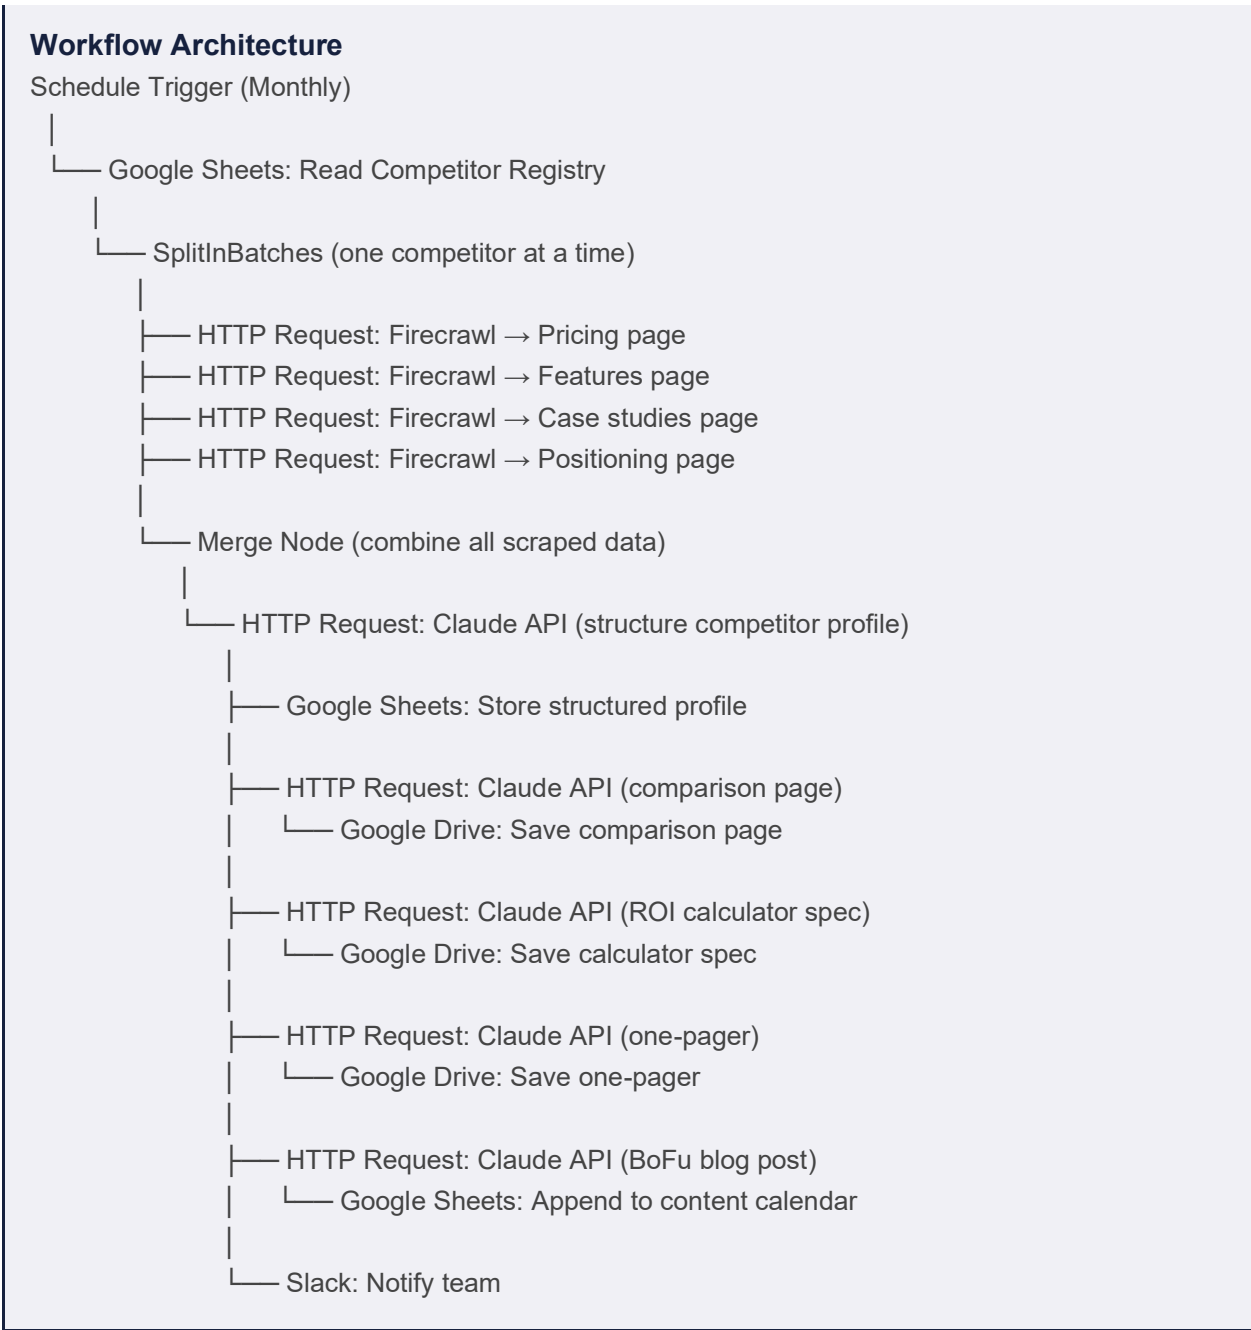 Workflow Architecture
Schedule Trigger (Monthly)
│
└── Google Sheets: Read Competitor Registry
│
└── SplitInBatches (one competitor at a time)
│
├── HTTP Request: Firecrawl → Pricing page
├── HTTP Request: Firecrawl → Features page
├── HTTP Request: Firecrawl → Case studies page
├── HTTP Request: Firecrawl → Positioning page
│
└── Merge Node (combine all scraped data)
│
└── HTTP Request: Claude API (structure competitor profile)
│
├── Google Sheets: Store structured profile
│
├── HTTP Request: Claude API (comparison page)
│ └── Google Drive: Save comparison page
│
├── HTTP Request: Claude API (ROI calculator spec)
│ └── Google Drive: Save calculator spec
│
├── HTTP Request: Claude API (one-pager)
│ └── Google Drive: Save one-pager
│
├── HTTP Request: Claude API (BoFu blog post)
│ └── Google Sheets: Append to content calendar
│
└── Slack: Notify team